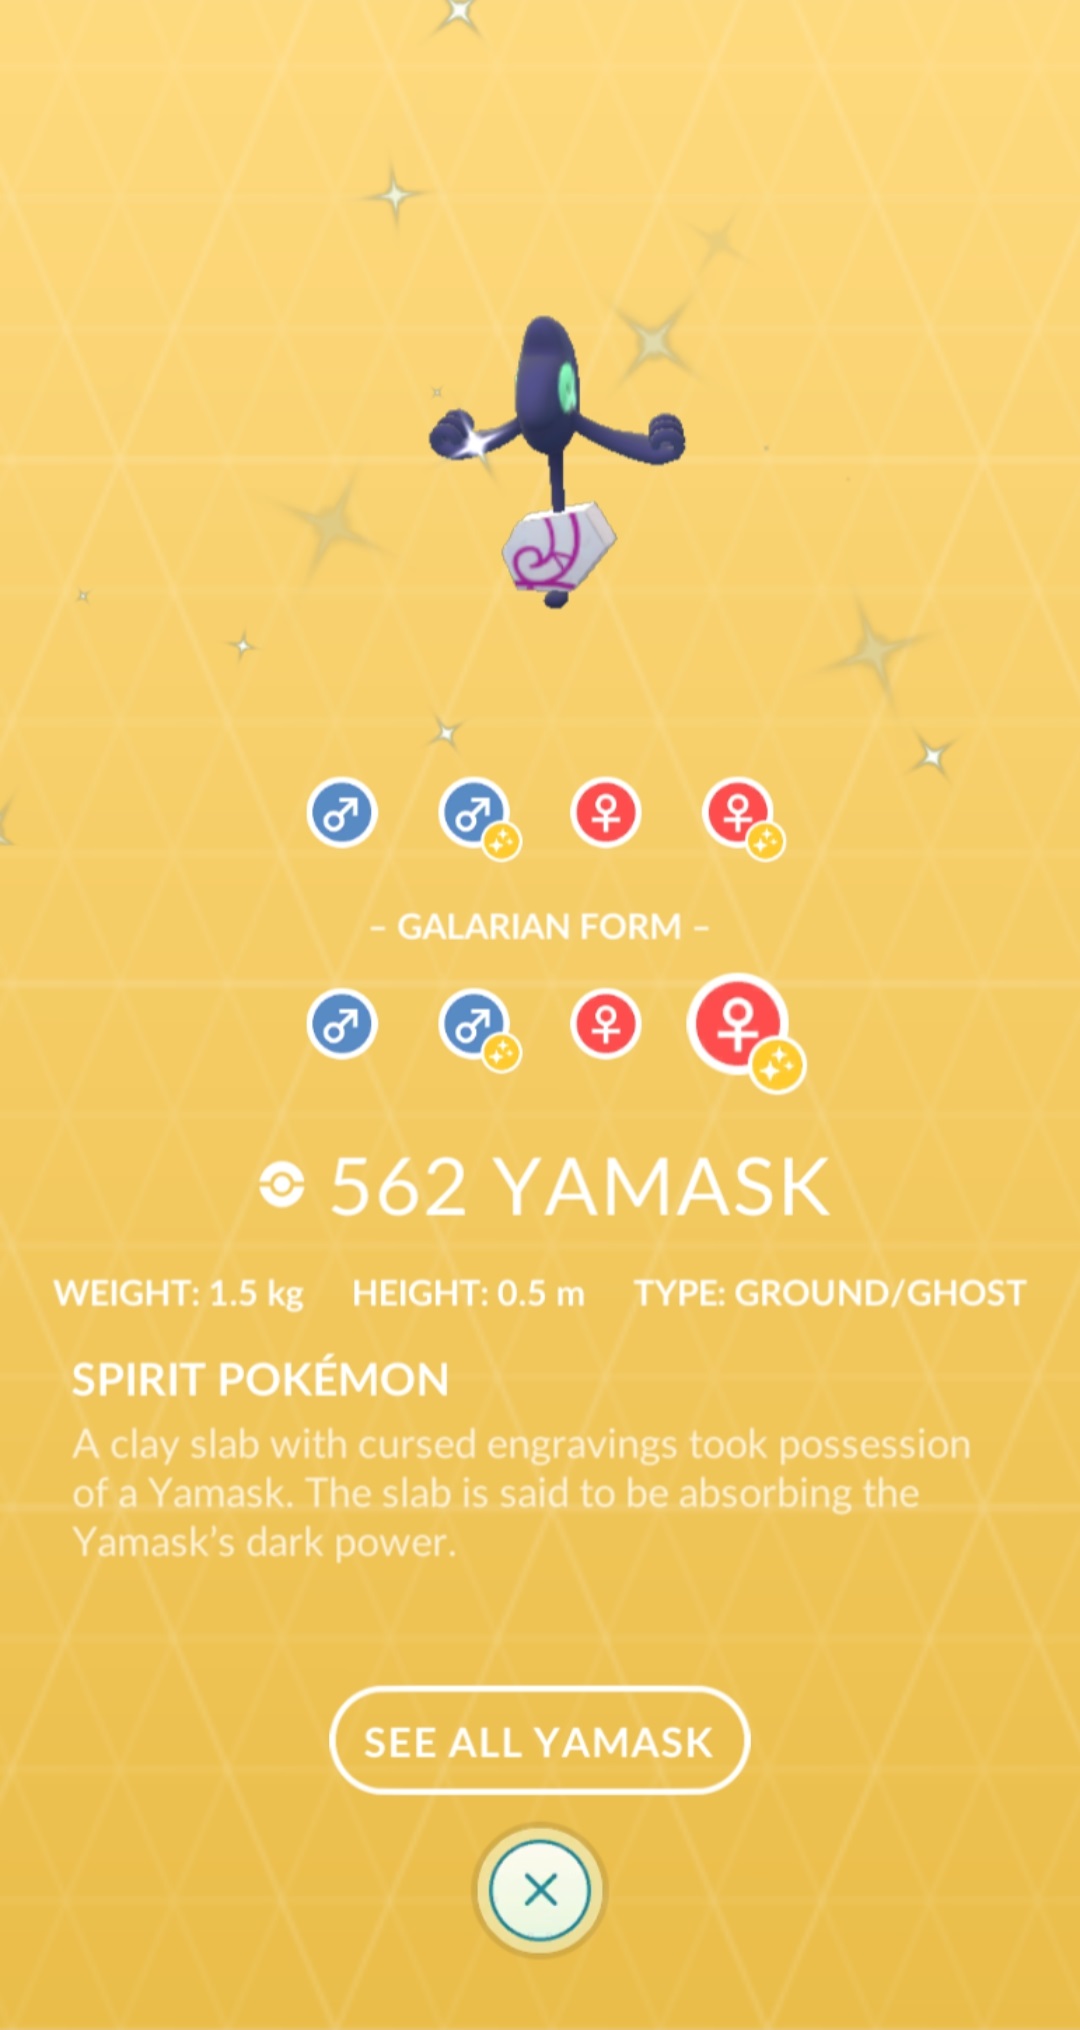 – GALARIAN FORM –
562 YAMASK
WEIGHT: 1.5 kg HEIGHT: 0.5 m TYPE: GROUND/GHOST
SPIRIT POKÉMON
A clay slab with cursed engravings took possession
of a Yamask. The slab is said to be absorbing the
Yamask’s dark power.
SEE ALL YAMASK